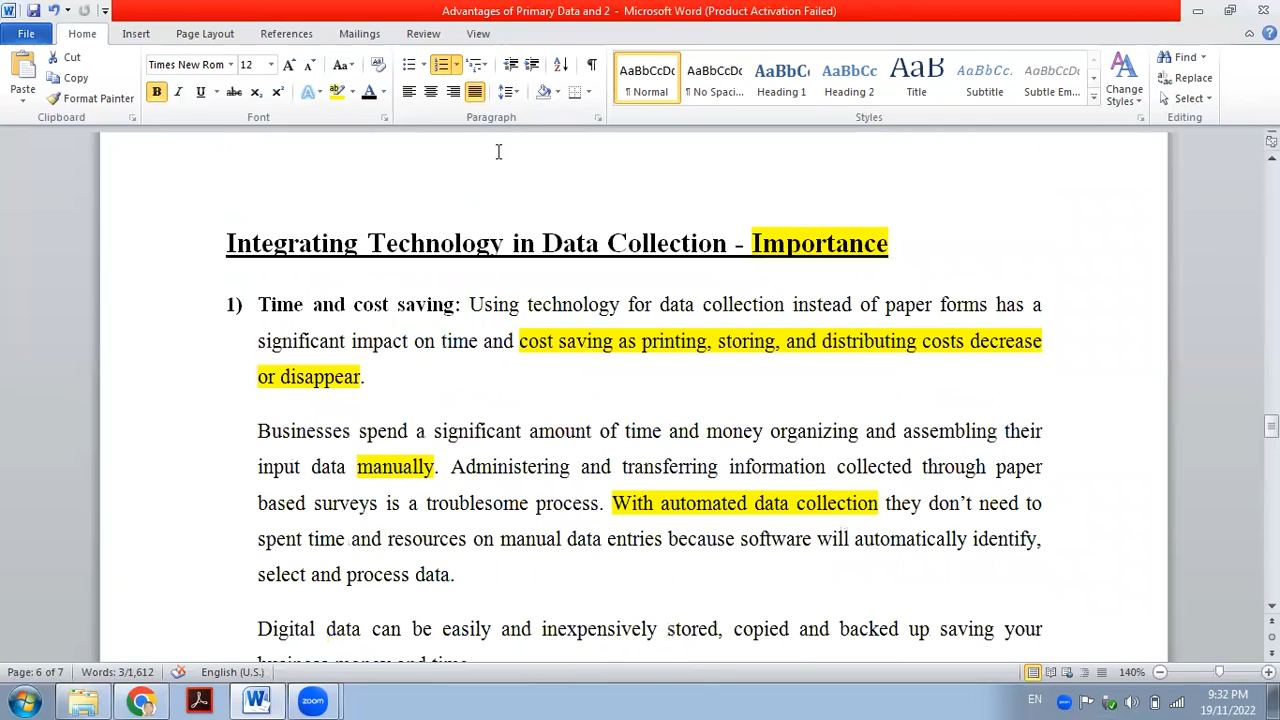 Advantages of Primary Data and 2 - Microsoft Word (Product Activation Failed)
File Home Insert Page Layout References Mailings Review View
Paste Cut
Copy
Format Painter
Clipboard
Times New Rom 12
Font
Paragraph
AaBbCcDc ¶ Normal
AaBbCcDc ¶ No Spaci...
AaBbCc Heading 1
AaBbCc Heading 2
AaB Title
AaBbCcL Subtitle
AaBbCcDc Subtle Em...
Change Styles
Styles
Find
Replace
Select
Editing
Integrating Technology in Data Collection - Importance
1) Time and cost saving: Using technology for data collection instead of paper forms has a
significant impact on time and cost saving as printing, storing, and distributing costs decrease
or disappear.
Businesses spend a significant amount of time and money organizing and assembling their
input data manually. Administering and transferring information collected through paper
based surveys is a troublesome process. With automated data collection they don’t need to
spent time and resources on manual data entries because software will automatically identify,
select and process data.
Digital data can be easily and inexpensively stored, copied and backed up saving your
business money and time.
Page: 6 of 7 Words: 3/1,612 English (U.S.) 140%
zoom EN 9:32 PM
19/11/2022